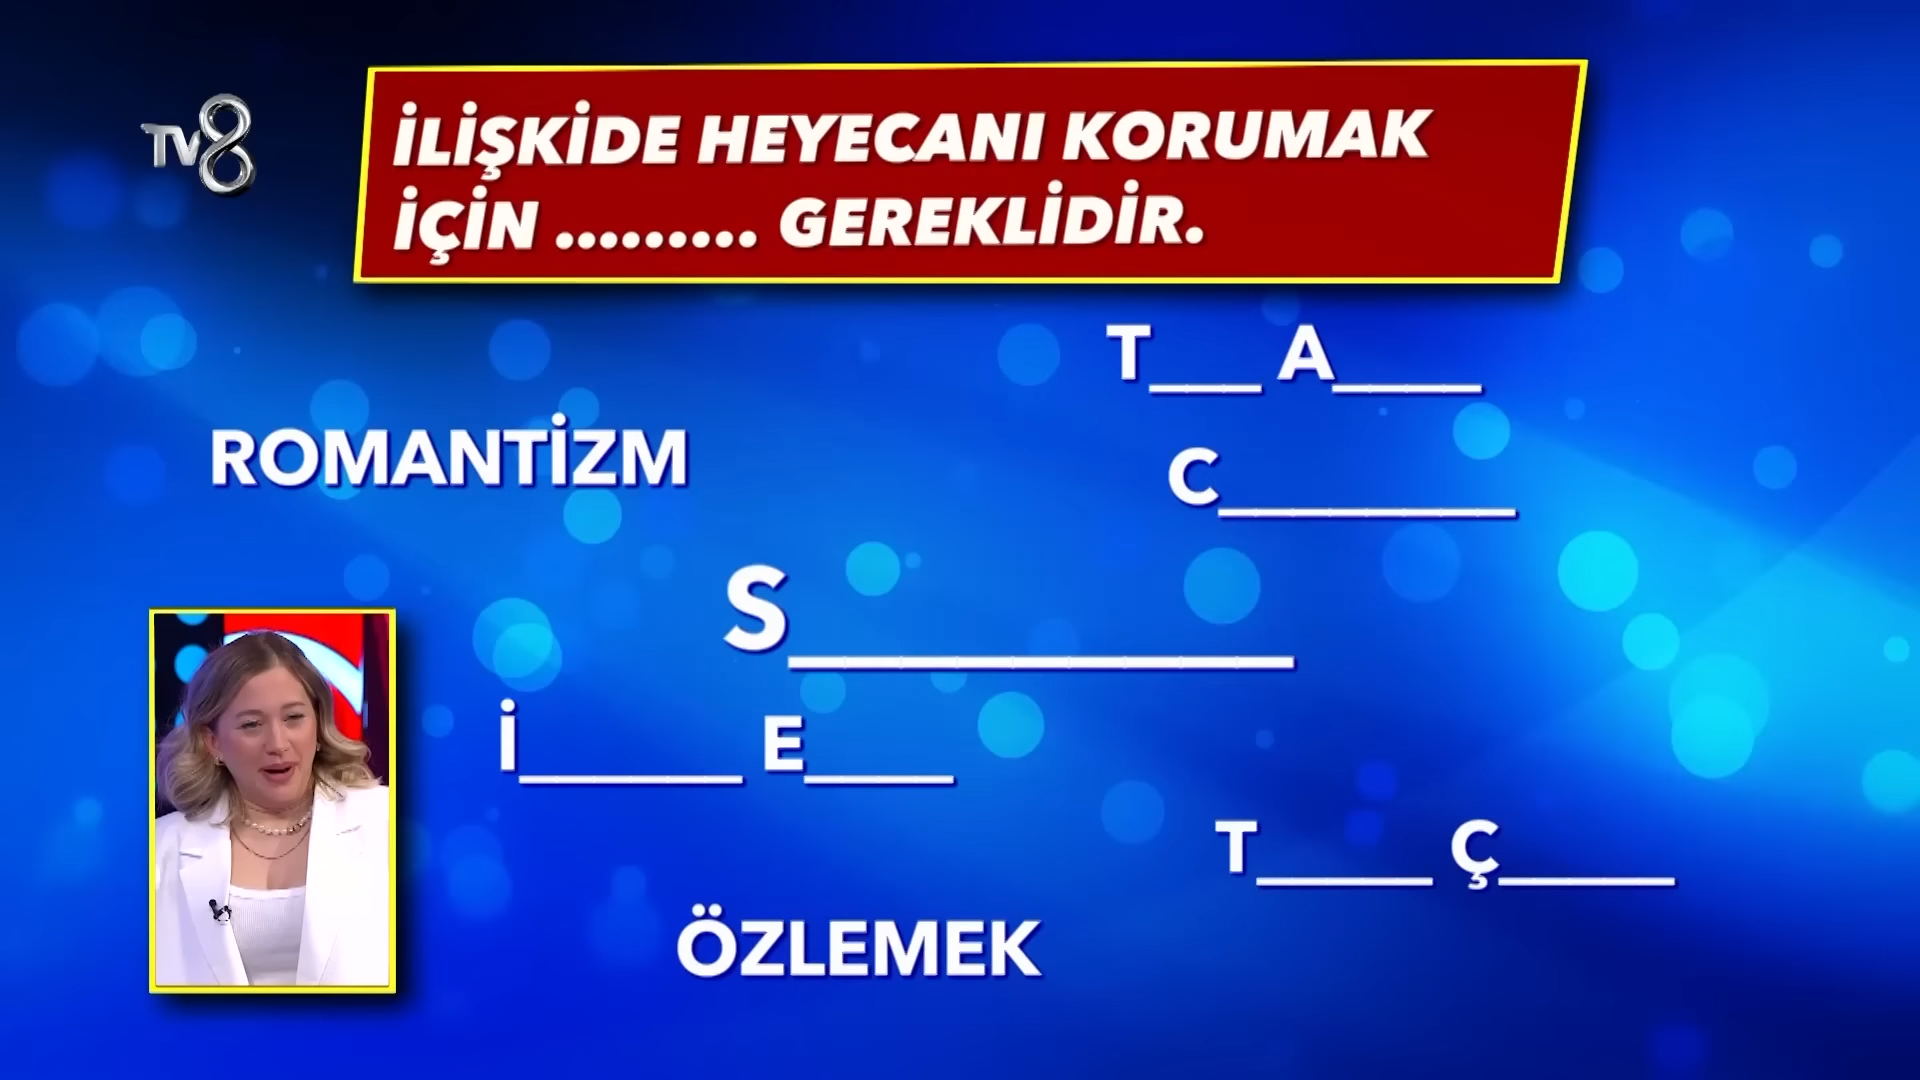 TV8
İLİŞKİDE HEYECANI KORUMAK
İÇİN ......... GEREKLİDİR.
T___ A____
ROMANTİZM
C________
S_________
İ______ E____
T_____ Ç_____
ÖZLEMEK